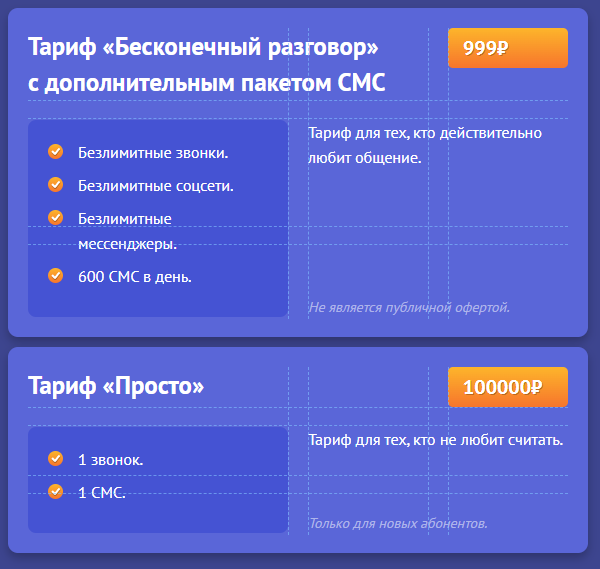 Тариф «Бесконечный разговор»
с дополнительным пакетом СМС
999₽
Безлимитные звонки.
Безлимитные соцсети.
Безлимитные
мессенджеры.
600 СМС в день.
Тариф для тех, кто действительно
любит общение.
Не является публичной офертой.
Тариф «Просто»
100000₽
1 звонок.
1 СМС.
Тариф для тех, кто не любит считать.
Только для новых абонентов.